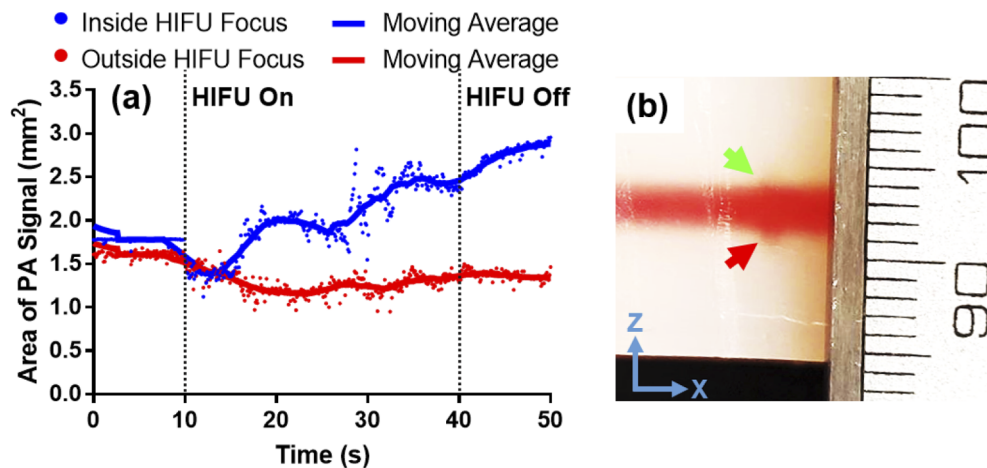 Inside HIFU Focus
Moving Average
Outside HIFU Focus
Moving Average
(a)
HIFU On
HIFU Off
Area of PA Signal (mm²)
3.5
3.0
2.5
2.0
1.5
1.0
0.5
0.0
0 10 20 30 40 50
Time (s)
(b)
100
90
z
x